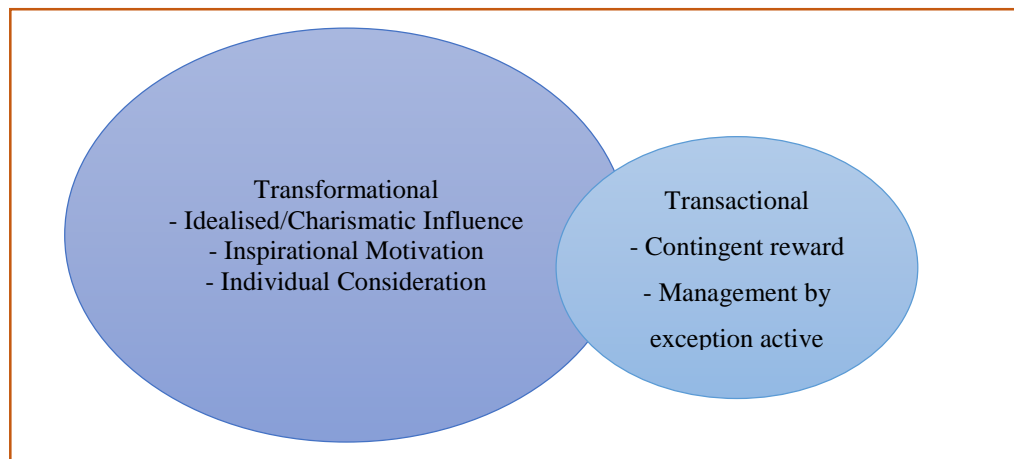 Transformational
- Idealised/Charismatic Influence
- Inspirational Motivation
- Individual Consideration
Transactional
- Contingent reward
- Management by
exception active